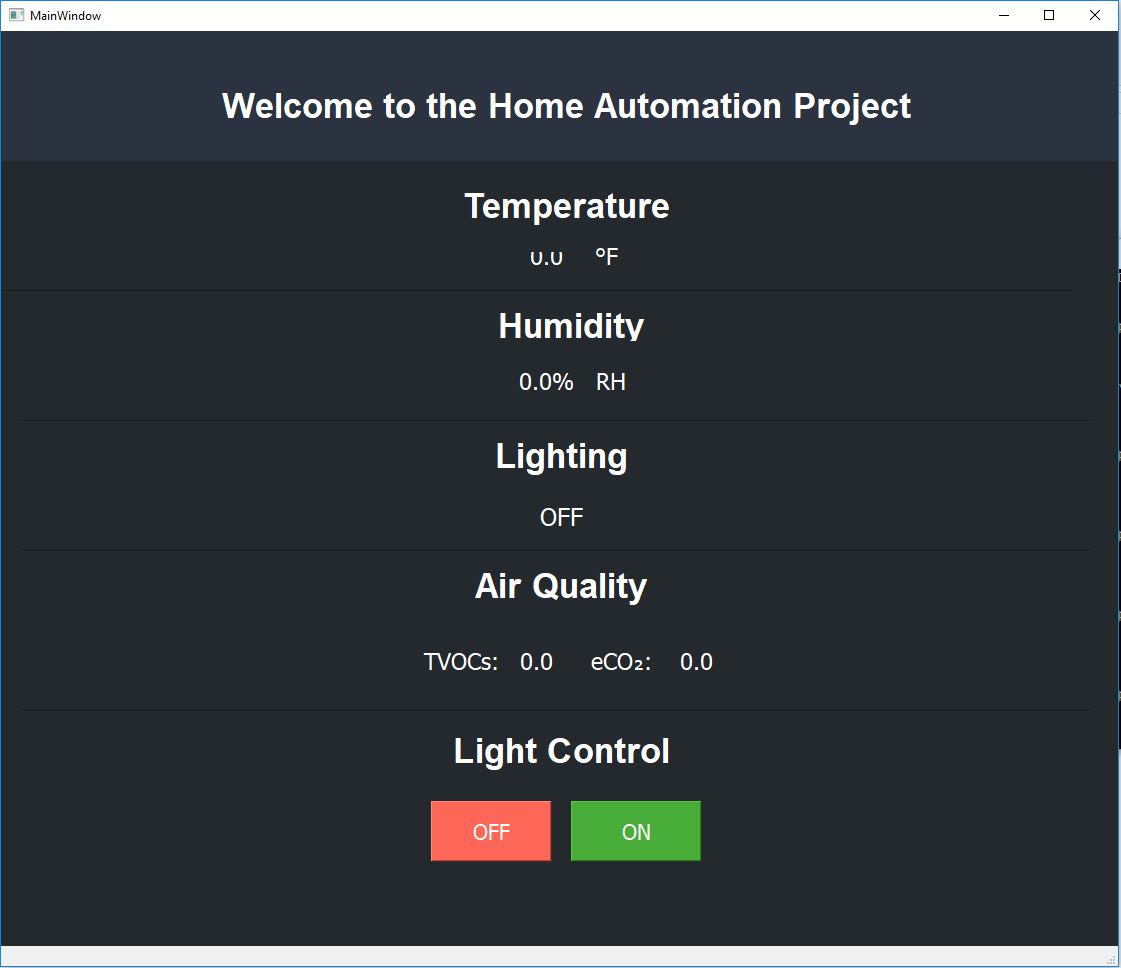 MainWindow
Welcome to the Home Automation Project
Temperature
0.0 °F
Humidity
0.0% RH
Lighting
OFF
Air Quality
TVOCs: 0.0 eCO₂: 0.0
Light Control
OFF ON